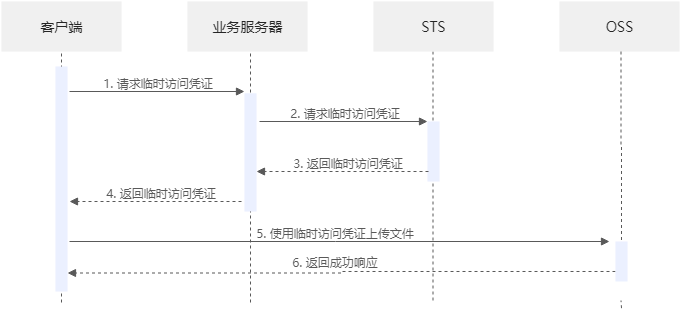 客户端
业务服务器
STS
OSS
1. 请求临时访问凭证
2. 请求临时访问凭证
3. 返回临时访问凭证
4. 返回临时访问凭证
5. 使用临时访问凭证上传文件
6. 返回成功响应